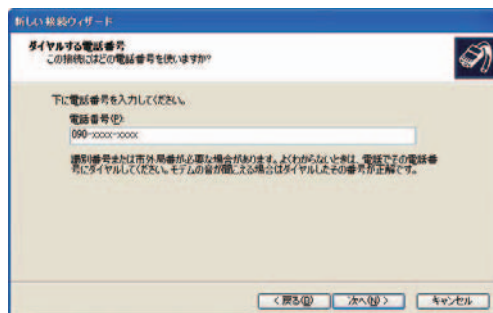 新しい接続ウィザード
ダイヤルする電話番号
この接続にはどの電話番号を使いますか?
下に電話番号を入力してください。
電話番号(P):
090-xxxx-xxxx
識別番号または市外局番が必要な場合があります。よくわからないときは、電話でその電話番
号にダイヤルしてください。モデムの音が聞こえる場合はダイヤルしたその番号が正解です。
< 戻る(B) 次へ(N) > キャンセル